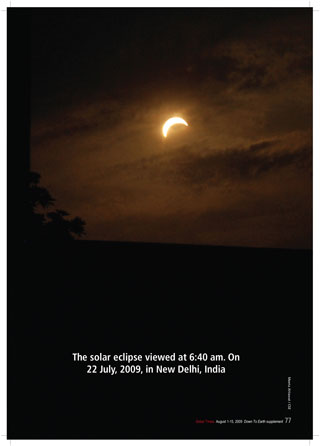 The solar eclipse viewed at 6:40 am. On
22 July, 2009, in New Delhi, India
August 1-15, 2009 Down To Earth supplement 77